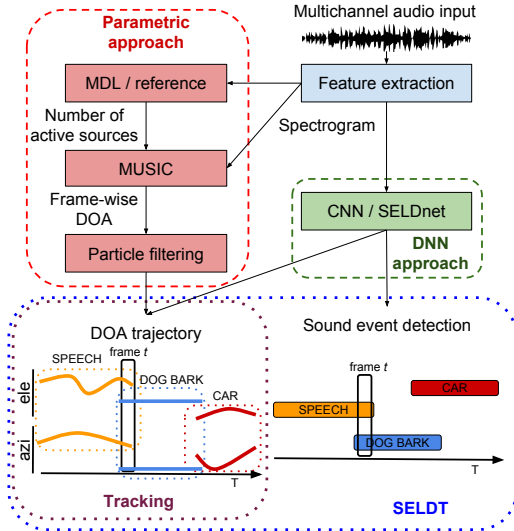 Parametric
approach
Multichannel audio input
MDL / reference
Feature extraction
Number of
active sources
Spectrogram
MUSIC
Frame-wise
DOA
CNN / SELDnet
Particle filtering
DNN
approach
DOA trajectory
Sound event detection
SPEECH
frame t
DOG BARK
CAR
ele
azi
T
frame t
CAR
SPEECH
DOG BARK
T
Tracking
SELDT